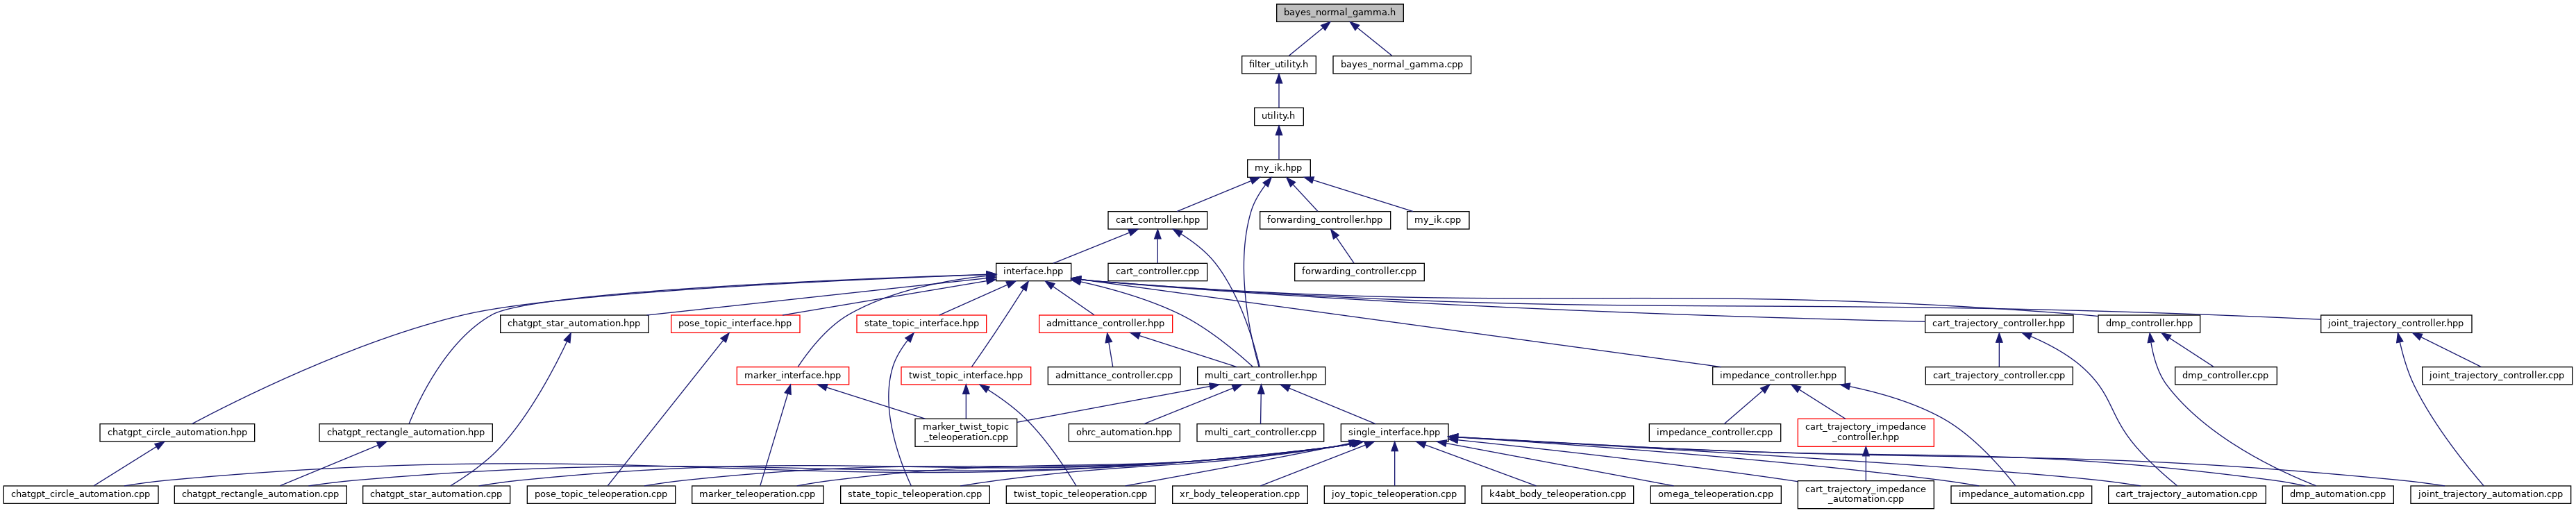 bayes_normal_gamma.h
filter_utility.h
bayes_normal_gamma.cpp
utility.h
my_ik.hpp
cart_controller.hpp
forwarding_controller.hpp
my_ik.cpp
interface.hpp
cart_controller.cpp
forwarding_controller.cpp
chatgpt_star_automation.hpp
pose_topic_interface.hpp
state_topic_interface.hpp
admittance_controller.hpp
cart_trajectory_controller.hpp
dmp_controller.hpp
joint_trajectory_controller.hpp
marker_interface.hpp
twist_topic_interface.hpp
admittance_controller.cpp
multi_cart_controller.hpp
impedance_controller.hpp
cart_trajectory_controller.cpp
dmp_controller.cpp
joint_trajectory_controller.cpp
chatgpt_circle_automation.hpp
chatgpt_rectangle_automation.hpp
marker_twist_topic
_teleoperation.cpp
ohrc_automation.hpp
multi_cart_controller.cpp
single_interface.hpp
impedance_controller.cpp
cart_trajectory_impedance
_controller.hpp
chatgpt_circle_automation.cpp
chatgpt_rectangle_automation.cpp
chatgpt_star_automation.cpp
pose_topic_teleoperation.cpp
marker_teleoperation.cpp
state_topic_teleoperation.cpp
twist_topic_teleoperation.cpp
xr_body_teleoperation.cpp
joy_topic_teleoperation.cpp
k4abt_body_teleoperation.cpp
omega_teleoperation.cpp
cart_trajectory_impedance
_automation.cpp
impedance_automation.cpp
cart_trajectory_automation.cpp
dmp_automation.cpp
joint_trajectory_automation.cpp